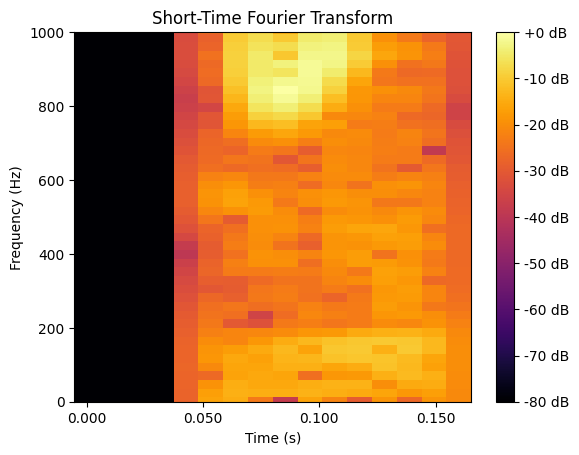 Short-Time Fourier Transform
1000
800
600
400
200
0
Frequency (Hz)
0.000
0.050
0.100
0.150
Time (s)
+0 dB
-10 dB
-20 dB
-30 dB
-40 dB
-50 dB
-60 dB
-70 dB
-80 dB